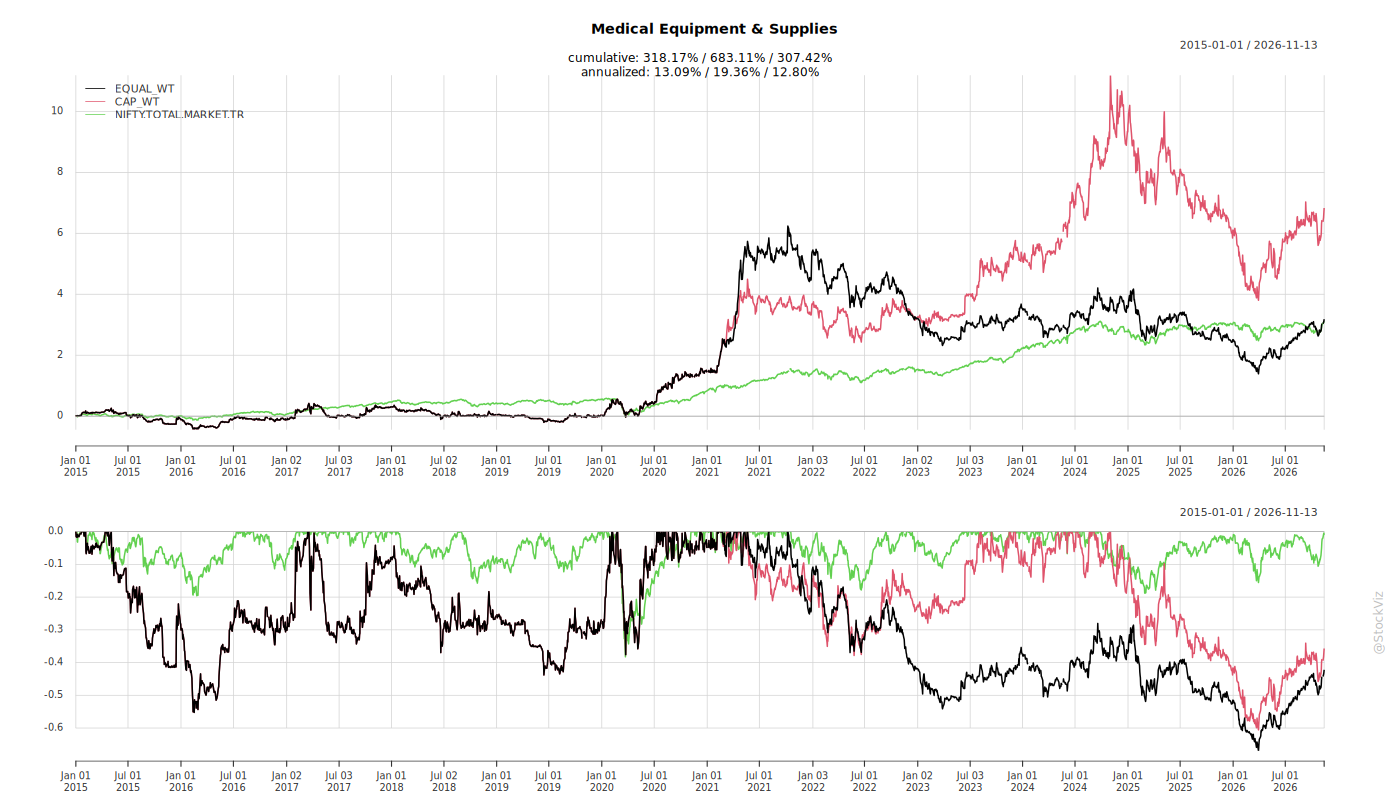 Medical Equipment & Supplies
2015-01-01 / 2026-11-13
cumulative: 318.17% / 683.11% / 307.42%
annualized: 13.09% / 19.36% / 12.80%
EQUAL_WT
CAP_WT
NIFTY.TOTAL.MARKET.TR
10
8
6
4
2
0
Jan 01 Jul 01 Jan 01 Jul 01 Jan 02 Jul 03 Jan 01 Jul 02 Jan 01 Jul 01 Jan 01 Jul 01 Jan 01 Jul 01 Jan 03 Jul 01 Jan 02 Jul 03 Jan 01 Jul 01 Jan 01 Jul 01 Jan 01 Jul 01
2015 2015 2016 2016 2017 2017 2018 2018 2019 2019 2020 2020 2021 2021 2022 2022 2023 2023 2024 2024 2025 2025 2026 2026
2015-01-01 / 2026-11-13
0.0
-0.1
-0.2
-0.3
-0.4
-0.5
-0.6
Jan 01 Jul 01 Jan 01 Jul 01 Jan 02 Jul 03 Jan 01 Jul 02 Jan 01 Jul 01 Jan 01 Jul 01 Jan 01 Jul 01 Jan 03 Jul 01 Jan 02 Jul 03 Jan 01 Jul 01 Jan 01 Jul 01 Jan 01 Jul 01
2015 2015 2016 2016 2017 2017 2018 2018 2019 2019 2020 2020 2021 2021 2022 2022 2023 2023 2024 2024 2025 2025 2026 2026
@StockViz